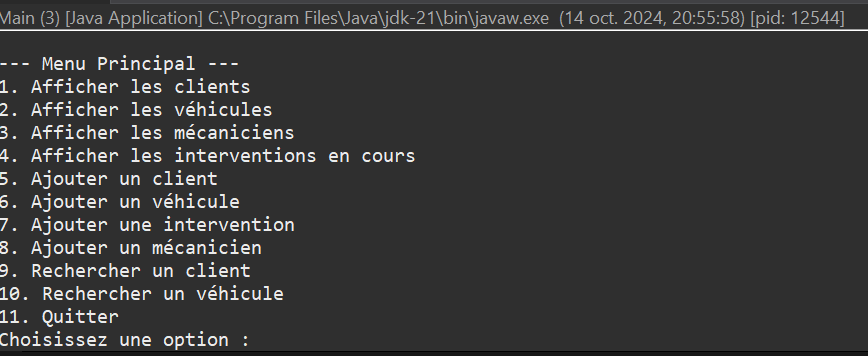 Main (3) [Java Application] C:\Program Files\Java\jdk-21\bin\javaw.exe (14 oct. 2024, 20:55:58) [pid: 12544]
--- Menu Principal ---
1. Afficher les clients
2. Afficher les véhicules
3. Afficher les mécaniciens
4. Afficher les interventions en cours
5. Ajouter un client
6. Ajouter un véhicule
7. Ajouter une intervention
8. Ajouter un mécanicien
9. Rechercher un client
10. Rechercher un véhicule
11. Quitter
Choisissez une option :